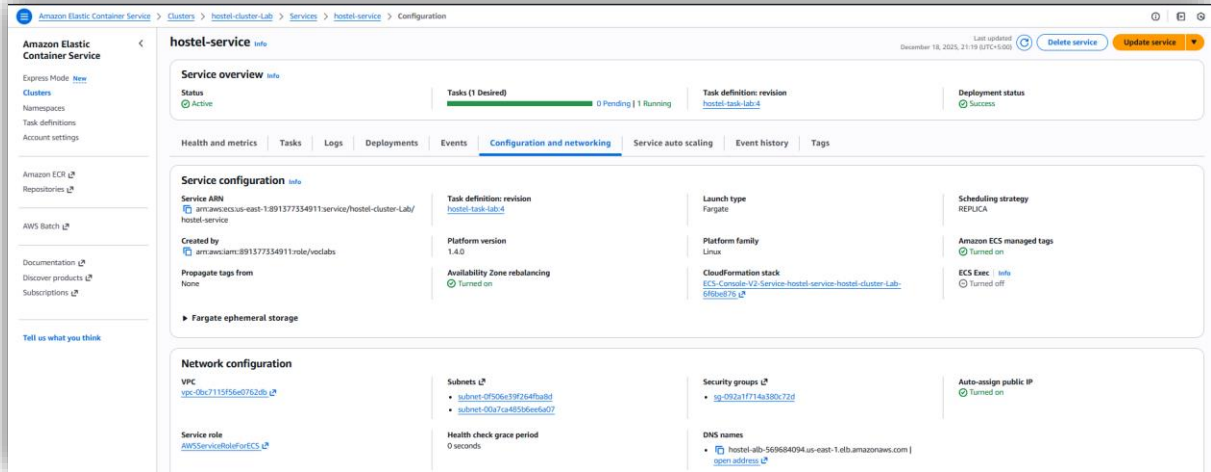 Amazon Elastic Container Service > Clusters > hostel-cluster-Lab > Services > hostel-service > Configuration
Amazon Elastic
Container Service
Express Mode New
Clusters
Namespaces
Task definitions
Account settings
Amazon ECR
Repositories
AWS Batch
Documentation
Discover products
Subscriptions
Tell us what you think
hostel-service Info
Last updated
December 18, 2025, 21:19 (UTC+5:00)
Delete service
Update service
Service overview Info
Status
Active
Tasks (1 Desired)
0 Pending | 1 Running
Task definition: revision
hostel-task-lab:4
Deployment status
Success
Health and metrics
Tasks
Logs
Deployments
Events
Configuration and networking
Service auto scaling
Event history
Tags
Service configuration Info
Service ARN
arn:aws:ecs:us-east-1:891377334911:service/hostel-cluster-Lab/
hostel-service
Task definition: revision
hostel-task-lab:4
Launch type
Fargate
Scheduling strategy
REPLICA
Created by
arn:aws:iam::891377334911:role/voclabs
Platform version
1.4.0
Platform family
Linux
Amazon ECS managed tags
Turned on
Propagate tags from
None
Availability Zone rebalancing
Turned on
CloudFormation stack
ECS-Console-V2-Service-hostel-service-hostel-cluster-Lab-
6f6be876
ECS Exec | Info
Turned off
Fargate ephemeral storage
Network configuration
VPC
vpc-0bc7115f56e0762db
Subnets
• subnet-0f506e39f264fba8d
• subnet-00a7ca485b6ee6a07
Security groups
• sg-092a1f714a380c72d
Auto-assign public IP
Turned on
Service role
AWSServiceRoleForECS
Health check grace period
0 seconds
DNS names
• hostel-alb-569684094.us-east-1.elb.amazonaws.com |
open address